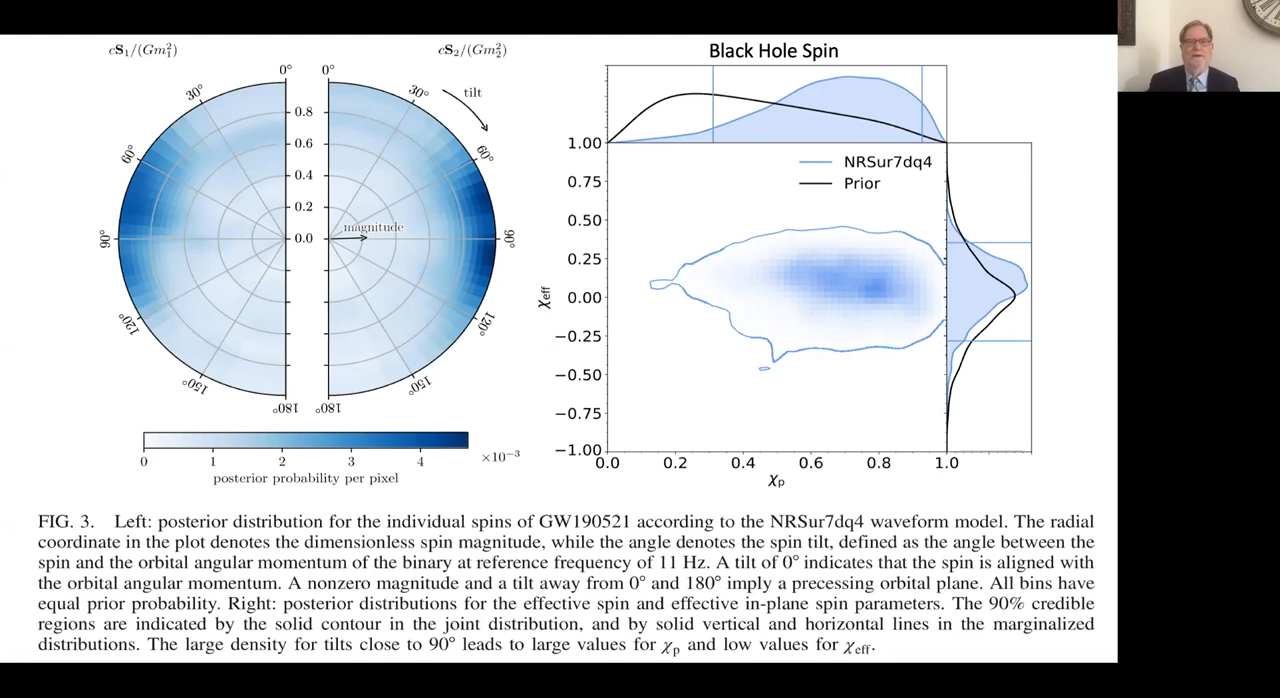 cS₁/(Gm₁²)
cS₂/(Gm₂²)
0°
0°
30°
30°
tilt
60°
60°
90°
90°
120°
120°
150°
150°
180°
180°
0.8
0.6
0.4
0.2
0.0
magnitude
0
1
2
3
4
×10⁻³
posterior probability per pixel
Black Hole Spin
NRSur7dq4
Prior
1.00
0.75
0.50
0.25
0.00
−0.25
−0.50
−0.75
−1.00
χeff
0.0
0.2
0.4
0.6
0.8
1.0
χp
FIG. 3. Left: posterior distribution for the individual spins of GW190521 according to the NRSur7dq4 waveform model. The radial
coordinate in the plot denotes the dimensionless spin magnitude, while the angle denotes the spin tilt, defined as the angle between the
spin and the orbital angular momentum of the binary at reference frequency of 11 Hz. A tilt of 0° indicates that the spin is aligned with
the orbital angular momentum. A nonzero magnitude and a tilt away from 0° and 180° imply a precessing orbital plane. All bins have
equal prior probability. Right: posterior distributions for the effective spin and effective in-plane spin parameters. The 90% credible
regions are indicated by the solid contour in the joint distribution, and by solid vertical and horizontal lines in the marginalized
distributions. The large density for tilts close to 90° leads to large values for χp and low values for χeff.